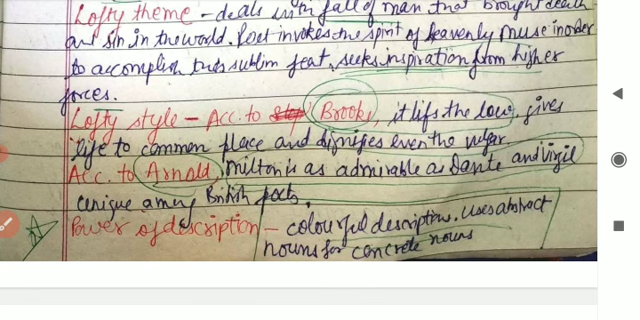 Lofty theme - deals with fall of man that brought death
and sin in the world. Poet invokes the spirit of Heavenly Muse in order
to accomplish this sublim feat, seeks inspiration from higher
forces.
Lofty style - Acc. to Brooks, it lifs the low, gives
life to common place and dignifies even the vulgar
Acc. to Arnold, Milton is as admirable as Dante and Virgil
unique among British poets.
Power of description - colourful description. Uses abstract
nouns for concrete nouns